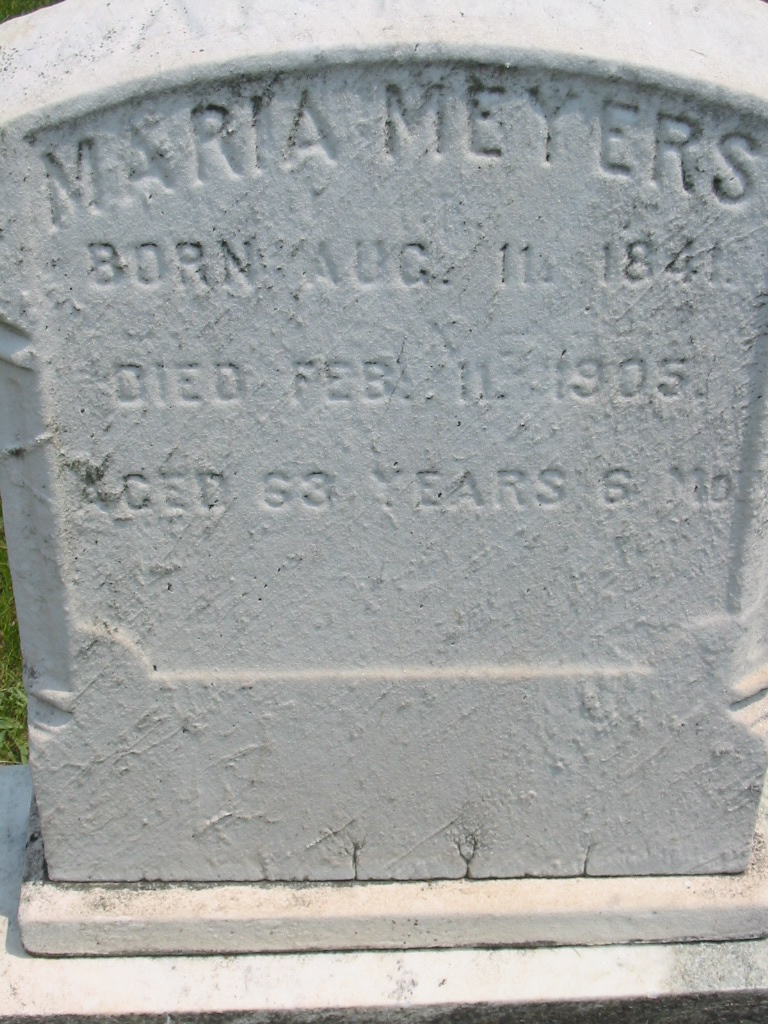 MARIA MEYERS
BORN AUG. 11. 1841.
DIED FEB. 11. 1905.
AGED 63 YEARS 6 MO